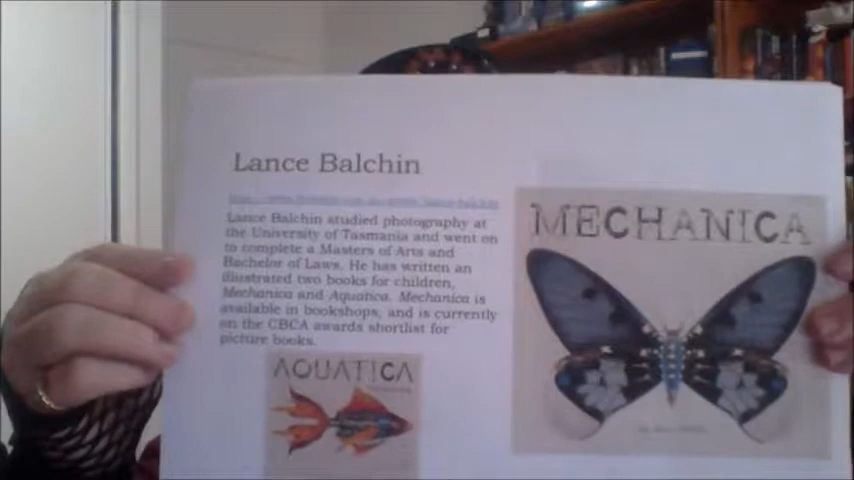 Lance Balchin
Lance Balchin studied photography at
the University of Tasmania and went on
to complete a Masters of Arts and
Bachelor of Laws. He has written an
illustrated two books for children,
Mechanica and Aquatica. Mechanica is
available in bookshops, and is currently
on the CBCA awards shortlist for
picture books.
MECHANICA
AQUATICA